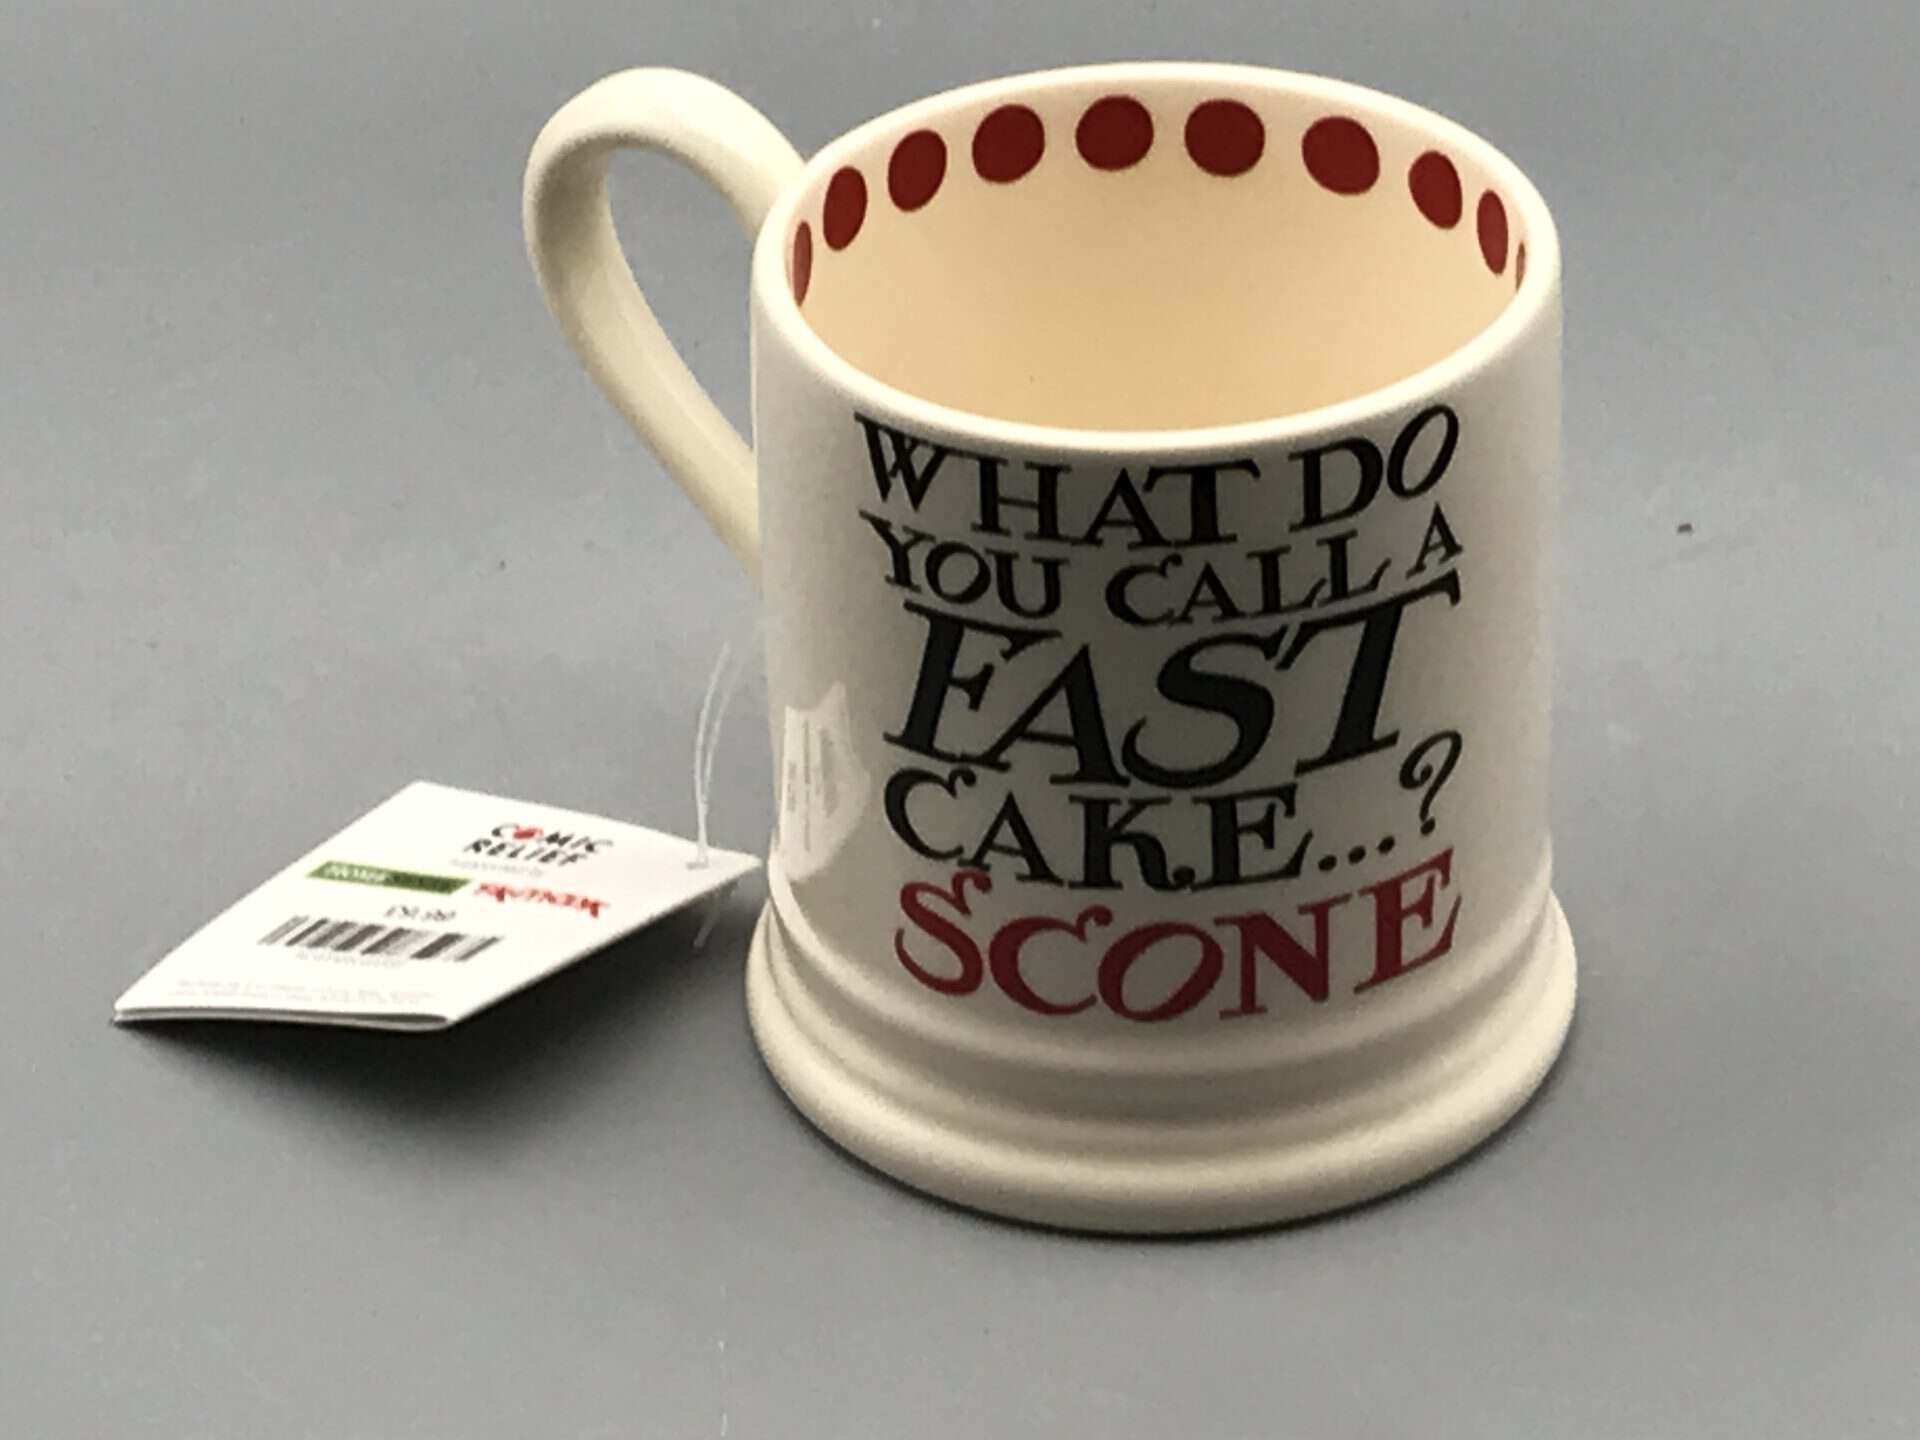 WHAT DO
YOU CALL A
FAST
CAKE...?
SCONE
COMIC
RELIEF